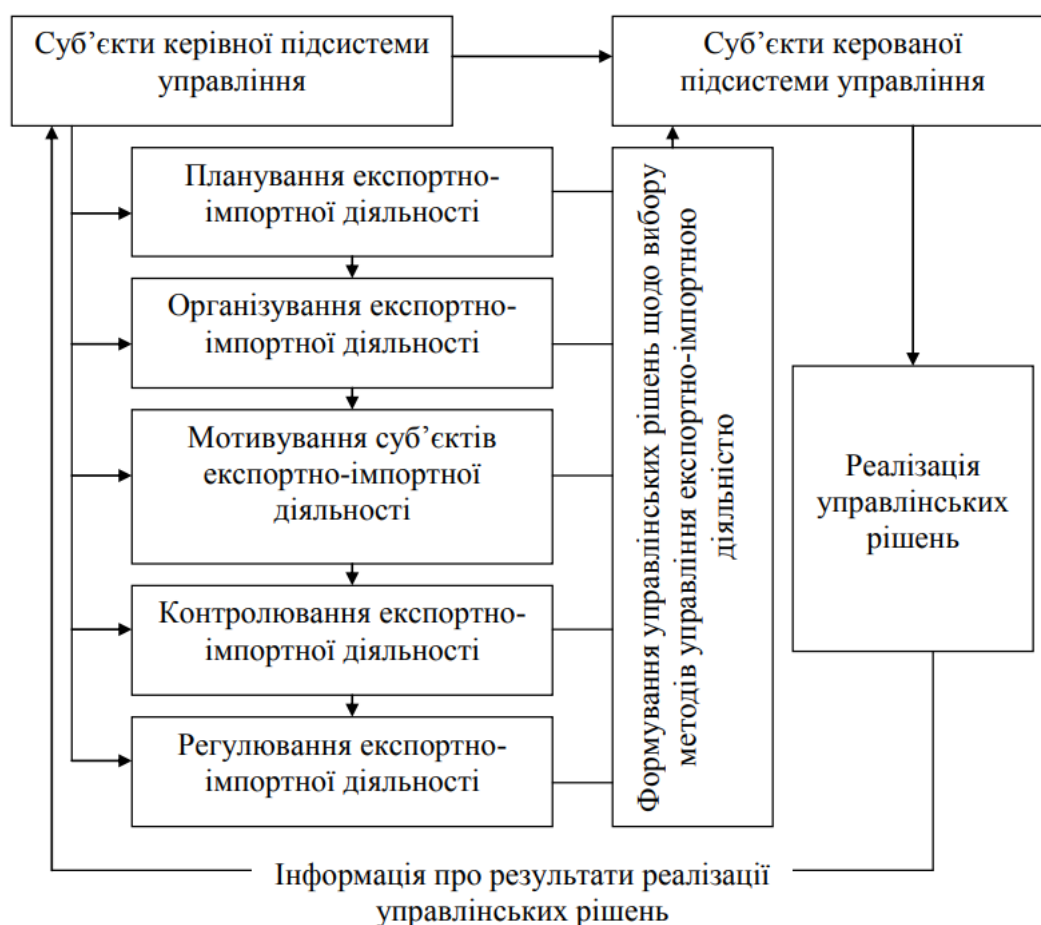 Суб’єкти керівної підсистеми
управління
Суб’єкти керованої
підсистеми управління
Планування експортно-
імпортної діяльності
Організування експортно-
імпортної діяльності
Мотивування суб’єктів
експортно-імпортної
діяльності
Контролювання експортно-
імпортної діяльності
Регулювання експортно-
імпортної діяльності
Формування управлінських рішень щодо вибору
методів управління експортно-імпортною
діяльністю
Реалізація
управлінських
рішень
Інформація про результати реалізації
управлінських рішень